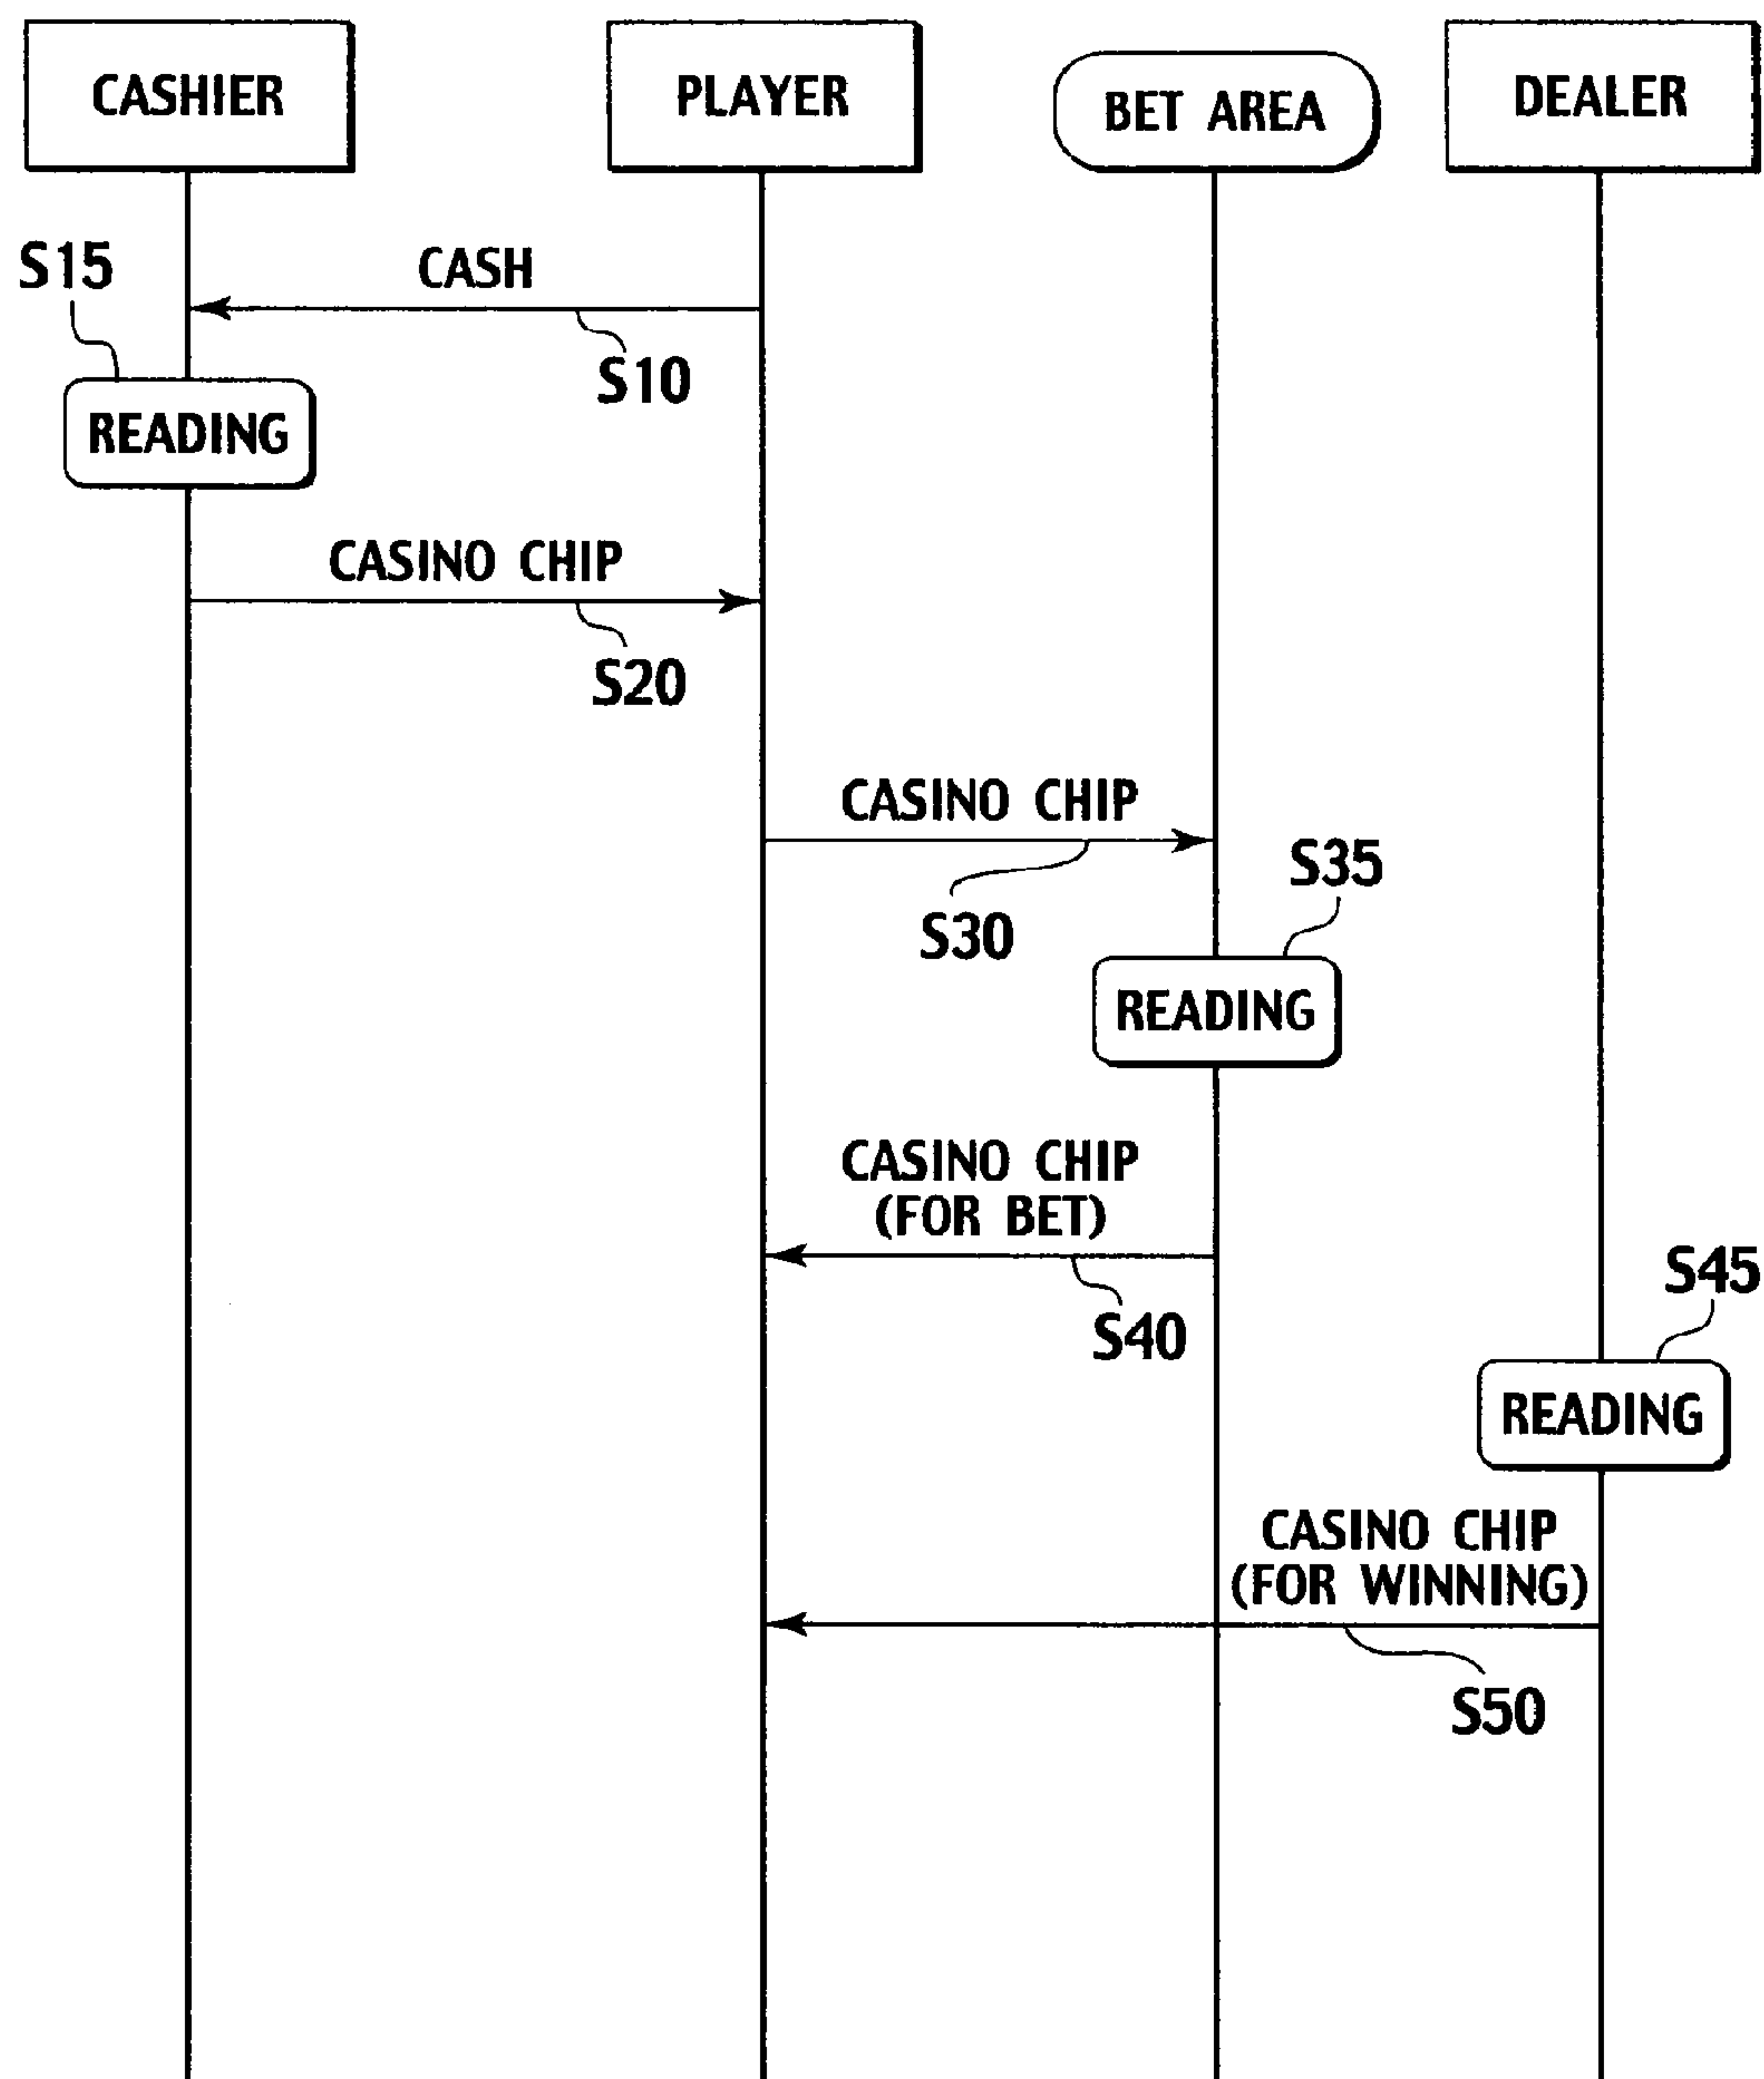 CASHIER
PLAYER
BET AREA
DEALER
S15
CASH
S10
READING
CASINO CHIP
S20
CASINO CHIP
S30
S35
READING
CASINO CHIP
(FOR BET)
S40
S45
READING
CASINO CHIP
(FOR WINNING)
S50